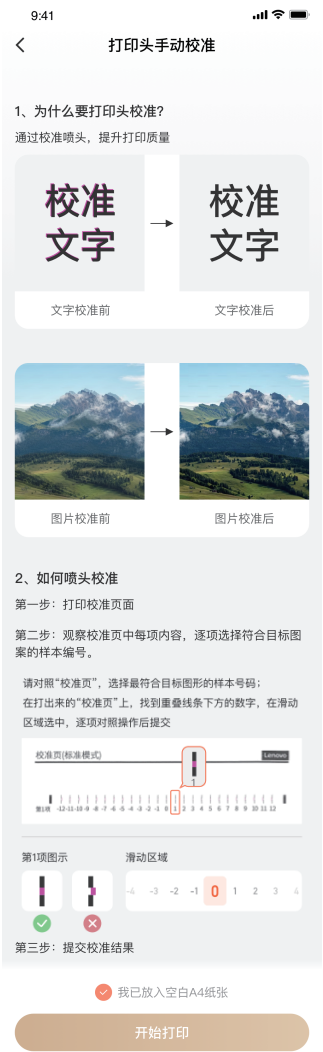 9:41
打印头手动校准
1、为什么要打印头校准?
通过校准喷头，提升打印质量
校准
文字
校准
文字
文字校准前
文字校准后
图片校准前
图片校准后
2、如何喷头校准
第一步：打印校准页面
第二步：观察校准页中每项内容，逐项选择符合目标图
案的样本编号。
请对照“校准页”，选择最符合目标图形的样本号码；
在打出来的“校准页”上，找到重叠线条下方的数字，在滑动
区域选中，逐项对照操作后提交
校准页(标准模式)
Lenovo
1
第1项 -12 -11 -10 -9 -8 -7 -6 -5 -4 -3 -2 -1 0 1 2 3 4 5 6 7 8 9 10 11 12
第1项图示
滑动区域
-4 -3 -2 -1 0 1 2 3 4
第三步：提交校准结果
我已放入空白A4纸张
开始打印